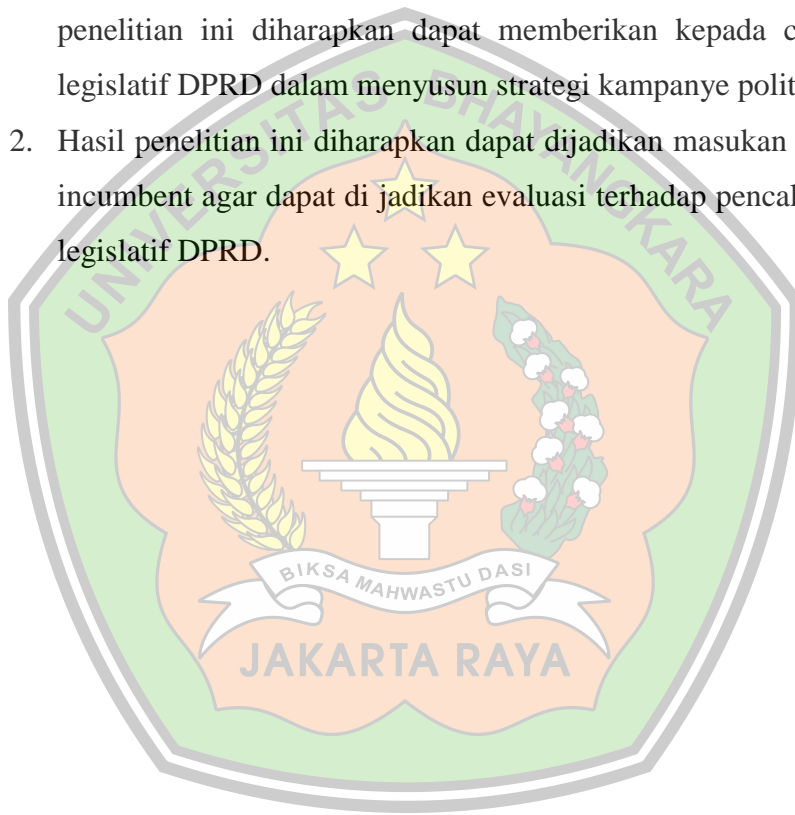 penelitian ini diharapkan dapat memberikan kepada c
legislatif DPRD dalam menyusun strategi kampanye polit
2. Hasil penelitian ini diharapkan dapat dijadikan masukan
incumbent agar dapat di jadikan evaluasi terhadap pencal
legislatif DPRD.
UNIVERSITAS BHAYANGKARA
BIKSA MAHWASTU DASI
JAKARTA RAYA